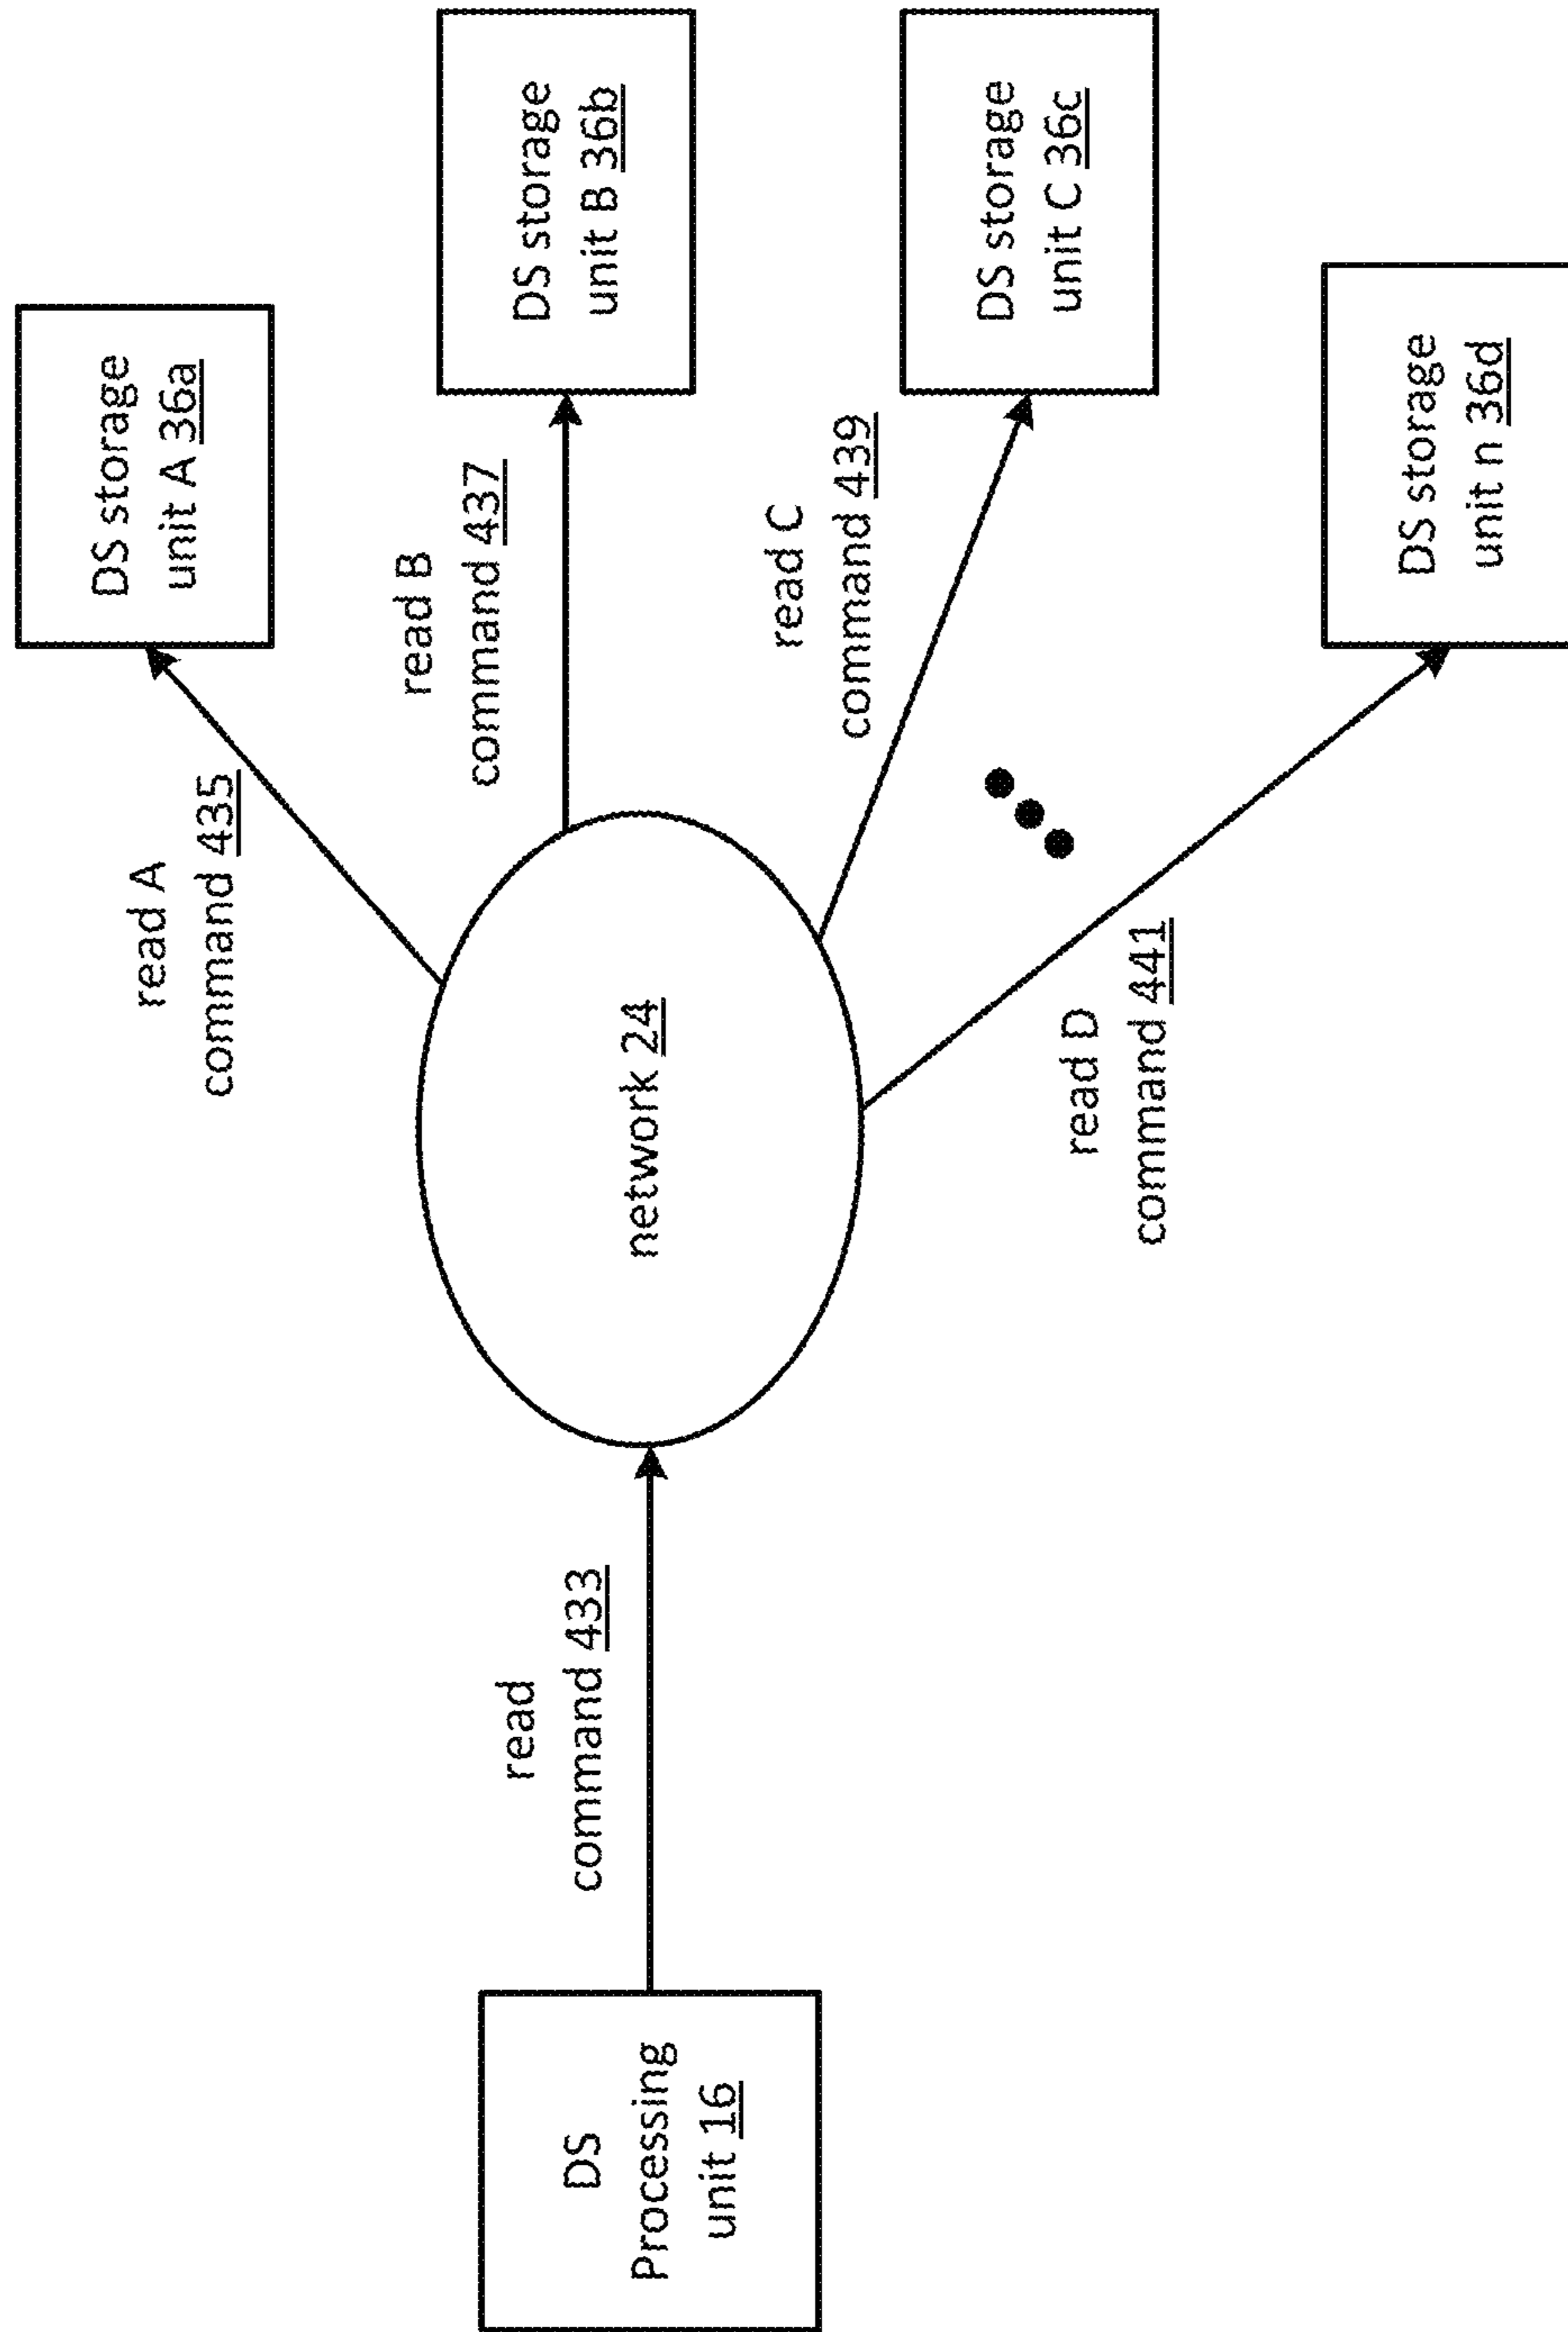 DS
Processing
unit 16
read
command 433
network 24
read A
command 435
read B
command 437
read C
command 439
read D
command 441
DS storage
unit A 36a
DS storage
unit B 36b
DS storage
unit C 36c
DS storage
unit n 36d